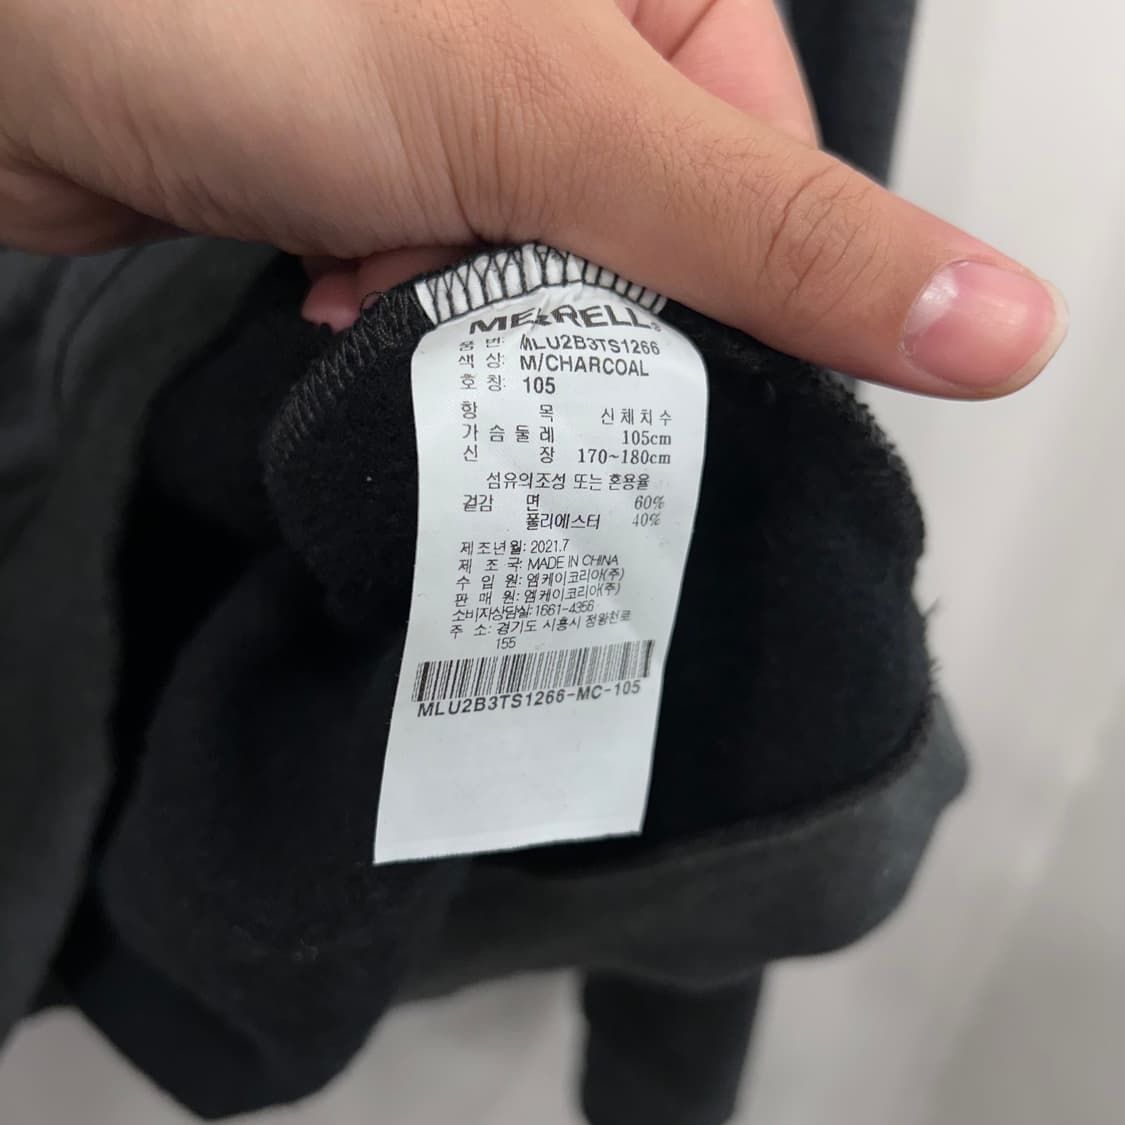 MERRELL®
품 번: MLU2B3TS1266
색 상: M/CHARCOAL
호 칭: 105
항 목 신체치수
가슴둘레 105cm
신 장 170~180cm
섬유의조성 또는 혼용율
겉감 면 60%
폴리에스터 40%
제조년월: 2021.7
제 조 국: MADE IN CHINA
수 입 원: 엠케이코리아(주)
판 매 원: 엠케이코리아(주)
소비자상담실: 1661-4356
주 소: 경기도 시흥시 정왕천로
155
MLU2B3TS1266-MC-105